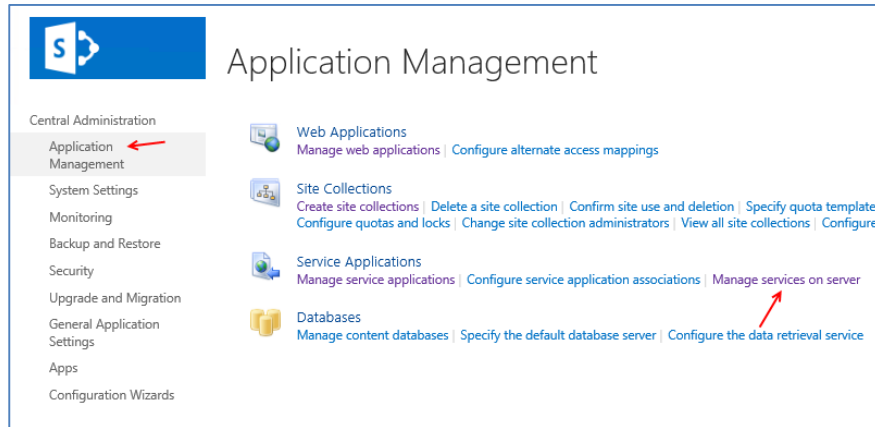 S
Application Management
Central Administration
Application
Management
System Settings
Monitoring
Backup and Restore
Security
Upgrade and Migration
General Application
Settings
Apps
Configuration Wizards
Web Applications
Manage web applications | Configure alternate access mappings
Site Collections
Create site collections | Delete a site collection | Confirm site use and deletion | Specify quota template
Configure quotas and locks | Change site collection administrators | View all site collections | Configure
Service Applications
Manage service applications | Configure service application associations | Manage services on server
Databases
Manage content databases | Specify the default database server | Configure the data retrieval service